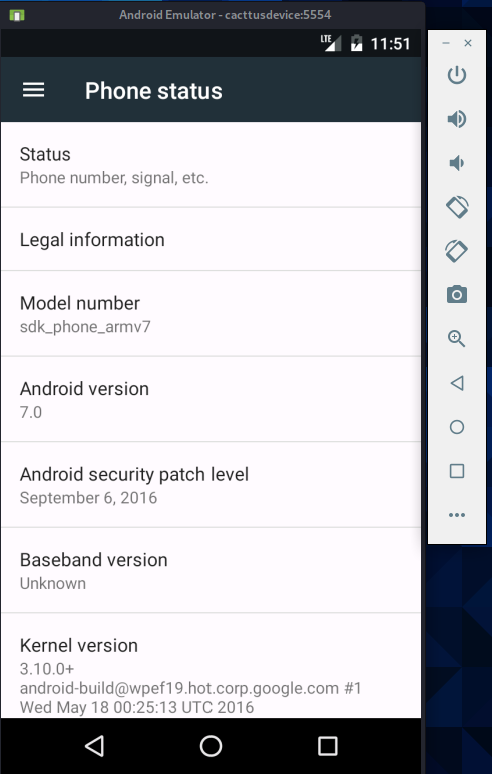 Android Emulator - cacttusdevice:5554
LTE 11:51
Phone status
Status
Phone number, signal, etc.
Legal information
Model number
sdk_phone_armv7
Android version
7.0
Android security patch level
September 6, 2016
Baseband version
Unknown
Kernel version
3.10.0+
android-build@wpef19.hot.corp.google.com #1
Wed May 18 00:25:13 UTC 2016